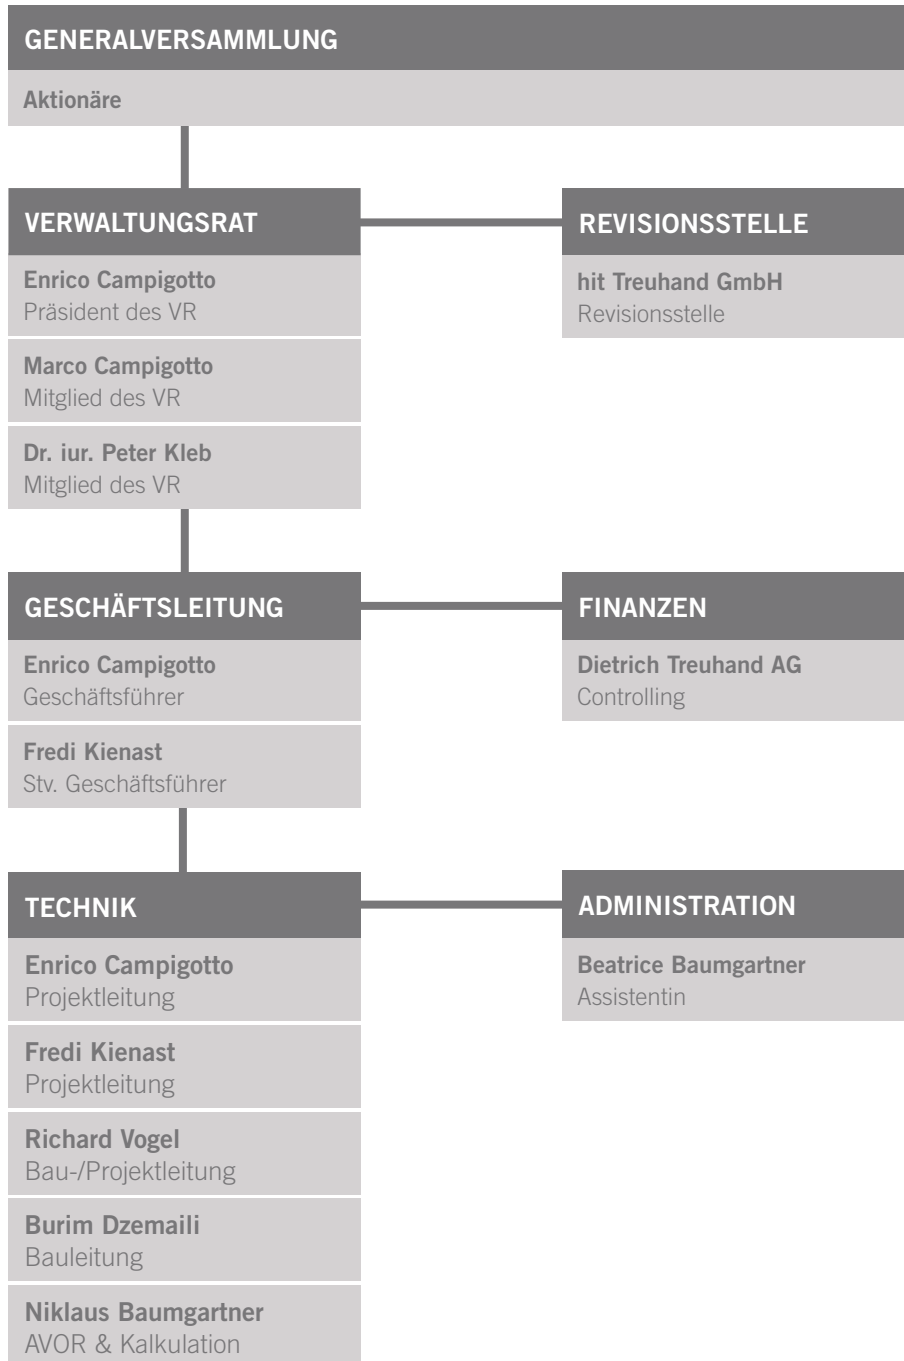 GENERALVERSAMMLUNG
Aktionäre
VERWALTUNGSRAT
Enrico Campigotto
Präsident des VR
Marco Campigotto
Mitglied des VR
Dr. iur. Peter Kleb
Mitglied des VR
REVISIONSSTELLE
hit Treuhand GmbH
Revisionsstelle
GESCHÄFTSLEITUNG
Enrico Campigotto
Geschäftsführer
Fredi Kienast
Stv. Geschäftsführer
FINANZEN
Dietrich Treuhand AG
Controlling
TECHNIK
Enrico Campigotto
Projektleitung
Fredi Kienast
Projektleitung
Richard Vogel
Bau-/Projektleitung
Burim Dzemaili
Bauleitung
Niklaus Baumgartner
AVOR & Kalkulation
ADMINISTRATION
Beatrice Baumgartner
Assistentin